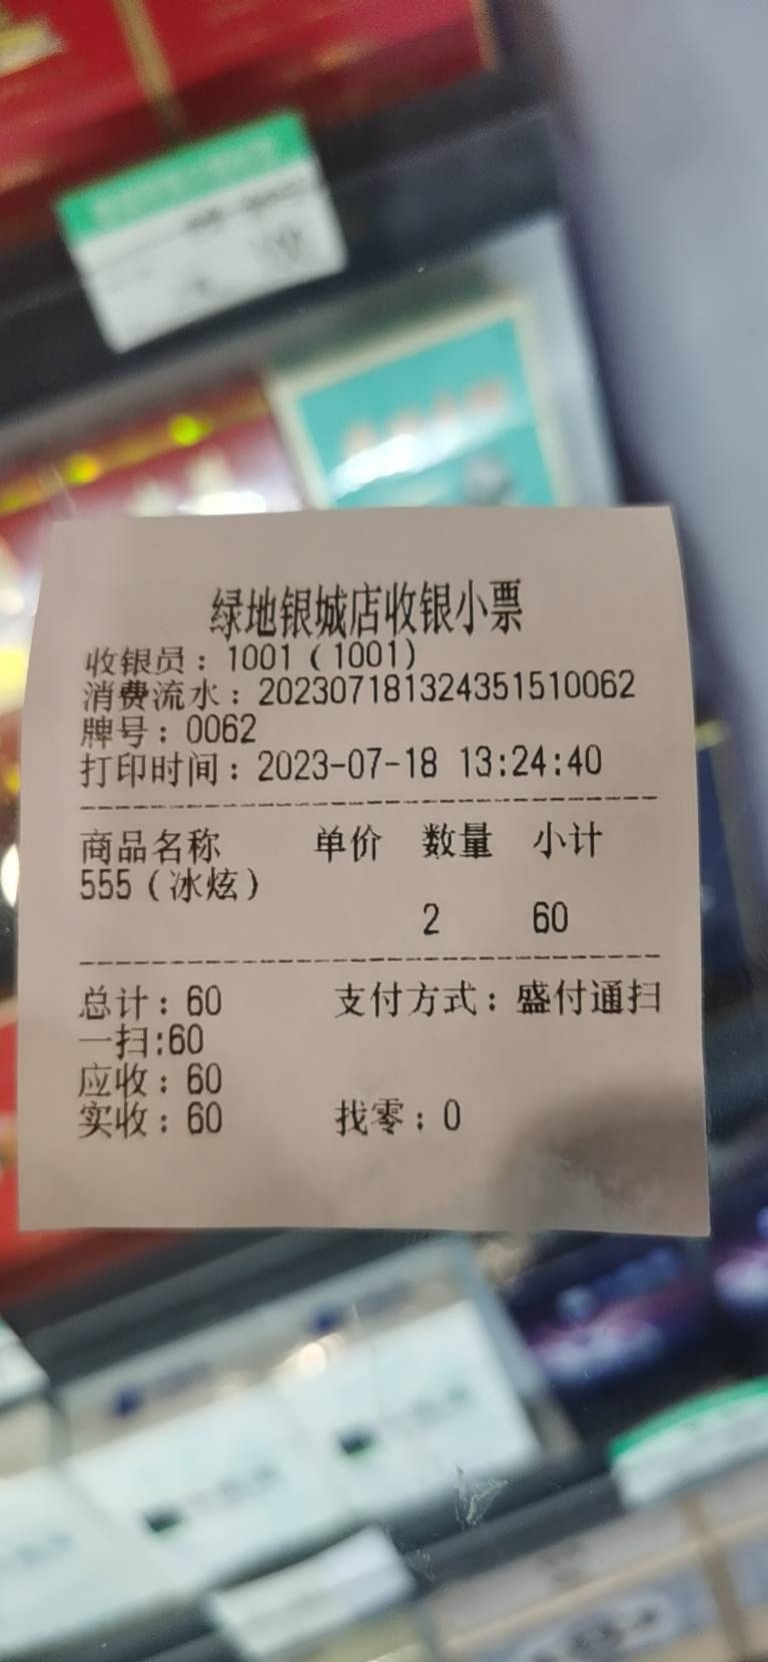 绿地银城店收银小票
收银员：1001（1001）
消费流水：202307181324351510062
牌号：0062
打印时间：2023-07-18 13:24:40
商品名称 单价 数量 小计
555（冰炫）
2 60
总计：60 支付方式：盛付通扫
一扫:60
应收：60
实收：60 找零：0